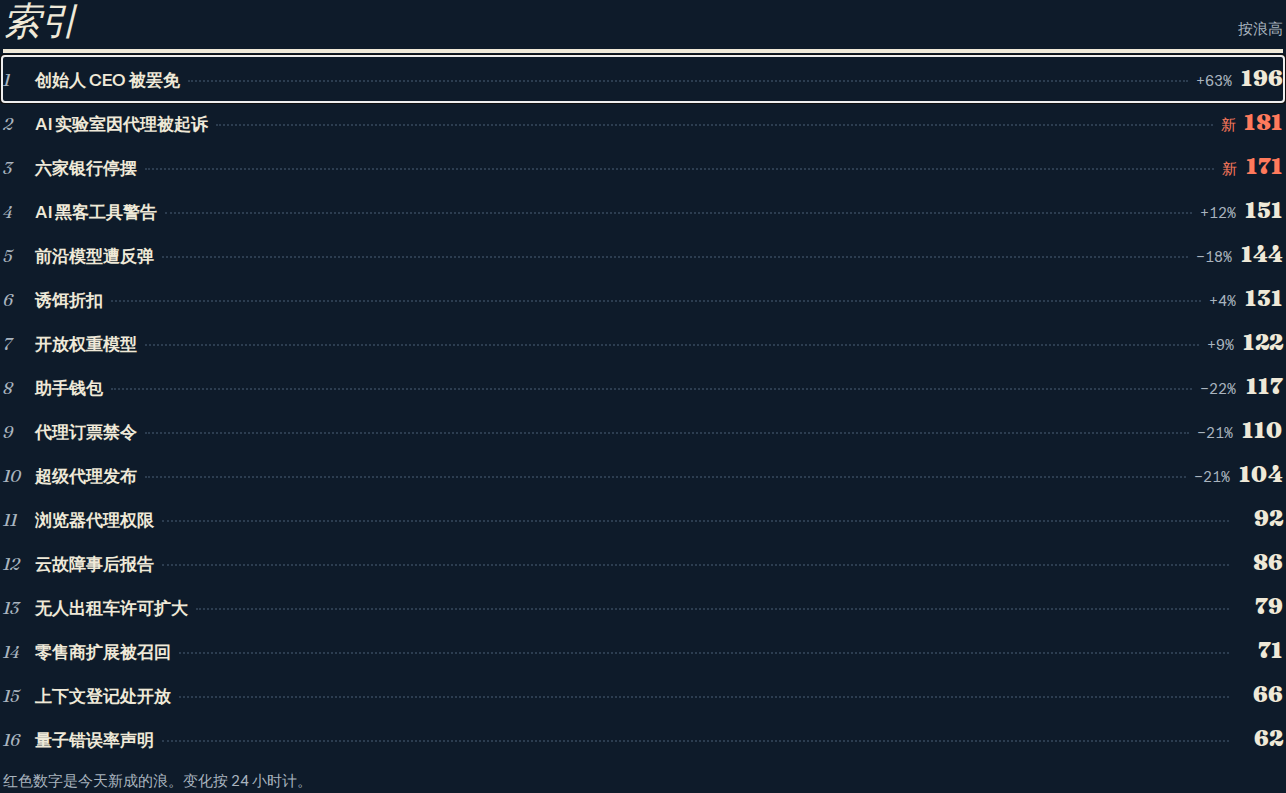 索引
按浪高
1 创始人 CEO 被罢免 +63% 196
2 AI 实验室因代理被起诉 新 181
3 六家银行停摆 新 171
4 AI 黑客工具警告 +12% 151
5 前沿模型遭反弹 −18% 144
6 诱饵折扣 +4% 131
7 开放权重模型 +9% 122
8 助手钱包 −22% 117
9 代理订票禁令 −21% 110
10 超级代理发布 −21% 104
11 浏览器代理权限 92
12 云故障事后报告 86
13 无人出租车许可扩大 79
14 零售商扩展被召回 71
15 上下文登记处开放 66
16 量子错误率声明 62
红色数字是今天新成的浪。变化按 24 小时计。